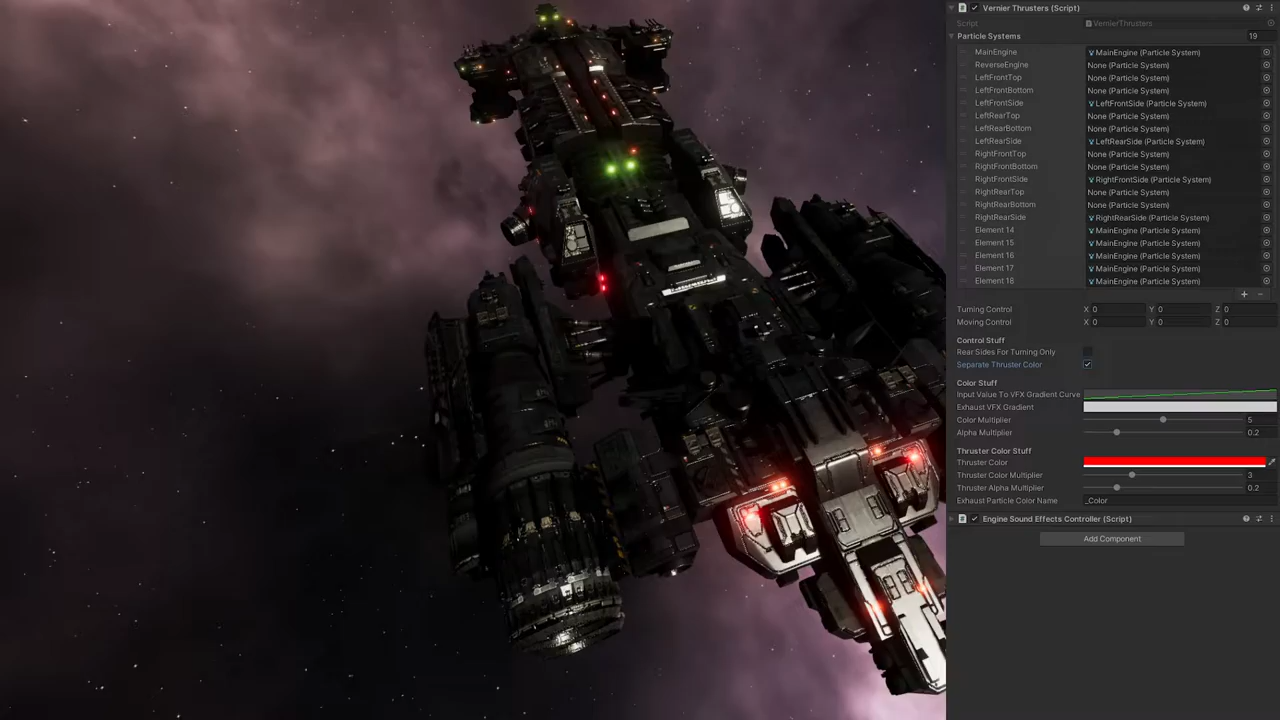 Vernier Thrusters (Script)
Script VernierThrusters
Particle Systems 19
MainEngine MainEngine (Particle System)
ReverseEngine None (Particle System)
LeftFrontTop None (Particle System)
LeftFrontBottom None (Particle System)
LeftFrontSide LeftFrontSide (Particle System)
LeftRearTop None (Particle System)
LeftRearBottom None (Particle System)
LeftRearSide LeftRearSide (Particle System)
RightFrontTop None (Particle System)
RightFrontBottom None (Particle System)
RightFrontSide RightFrontSide (Particle System)
RightRearTop None (Particle System)
RightRearBottom None (Particle System)
RightRearSide RightRearSide (Particle System)
Element 14 MainEngine (Particle System)
Element 15 MainEngine (Particle System)
Element 16 MainEngine (Particle System)
Element 17 MainEngine (Particle System)
Element 18 MainEngine (Particle System)
Turning Control X 0 Y 0 Z 0
Moving Control X 0 Y 0 Z 0
Control Stuff
Rear Sides For Turning Only
Separate Thruster Color
Color Stuff
Input Value To VFX Gradient Curve
Exhaust VFX Gradient
Color Multiplier 5
Alpha Multiplier 0.2
Thruster Color Stuff
Thruster Color
Thruster Color Multiplier 3
Thruster Alpha Multiplier 0.2
Exhaust Particle Color Name _Color
Engine Sound Effects Controller (Script)
Add Component